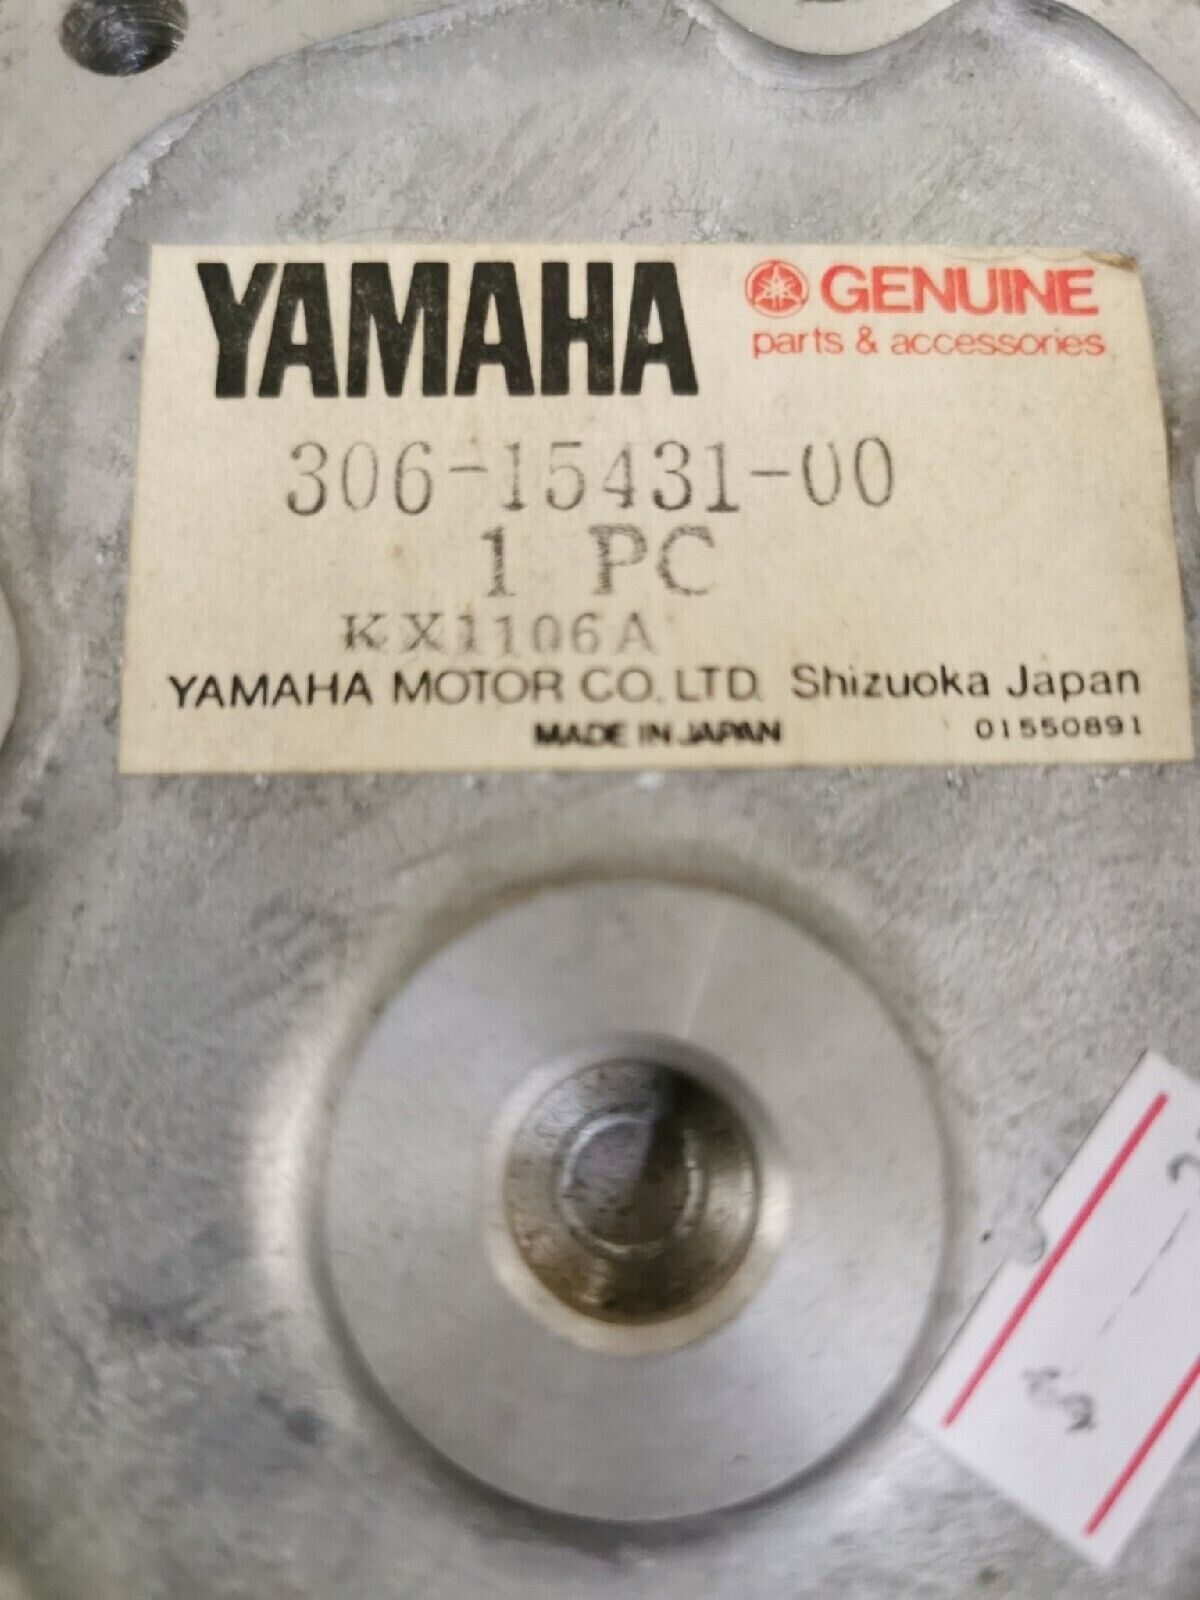 YAMAHA GENUINE
parts & accessories
306-15431-00
1 PC
KX1106A
YAMAHA MOTOR CO., LTD. Shizuoka Japan
MADE IN JAPAN 01550891